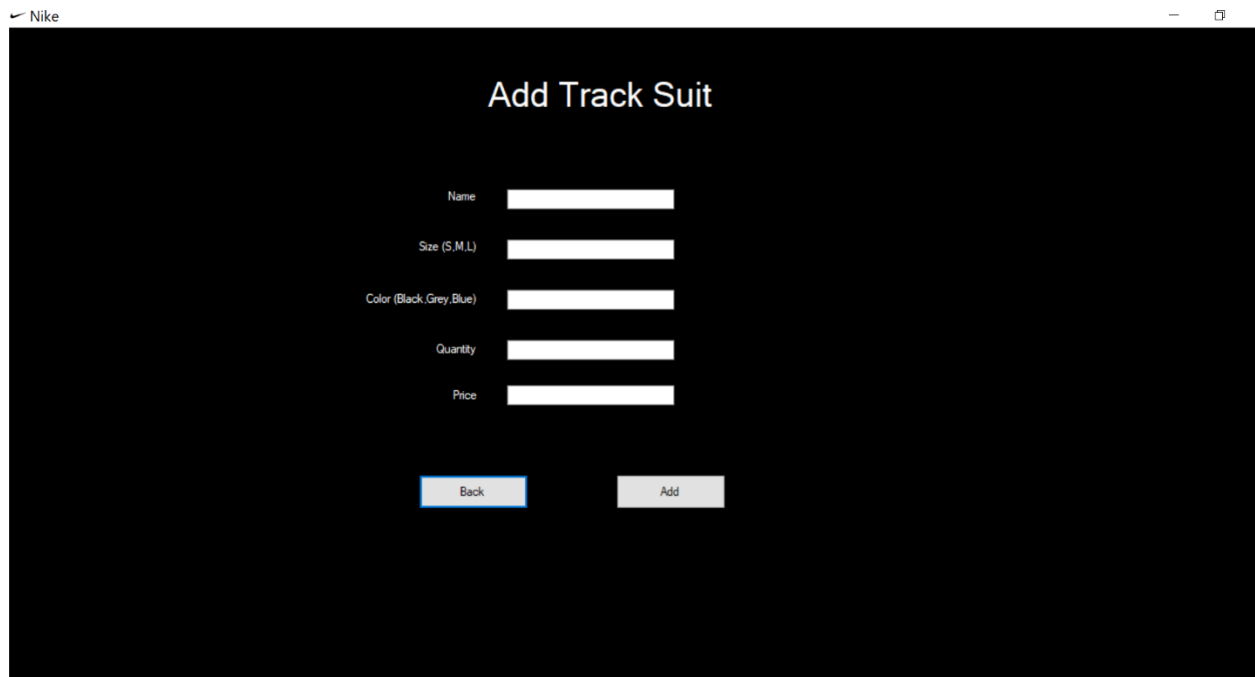 Nike
Add Track Suit
Name
Size (S,M,L)
Color (Black,Grey,Blue)
Quantity
Price
Back Add